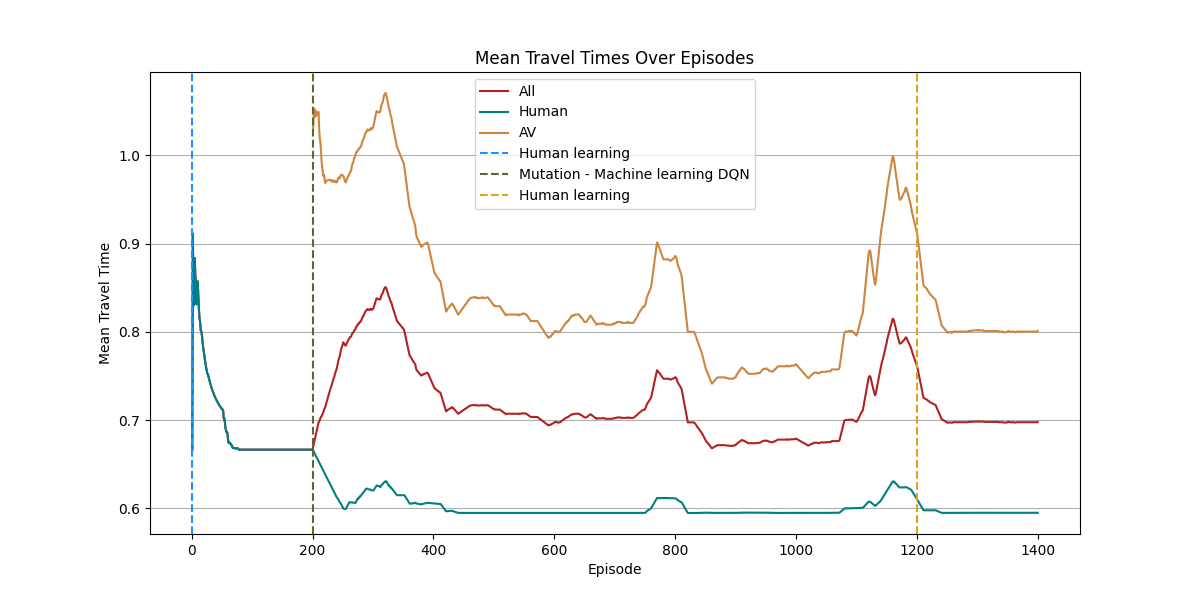 Mean Travel Times Over Episodes
All
Human
AV
Human learning
Mutation - Machine learning DQN
Human learning
Mean Travel Time
1.0
0.9
0.8
0.7
0.6
0 200 400 600 800 1000 1200 1400
Episode